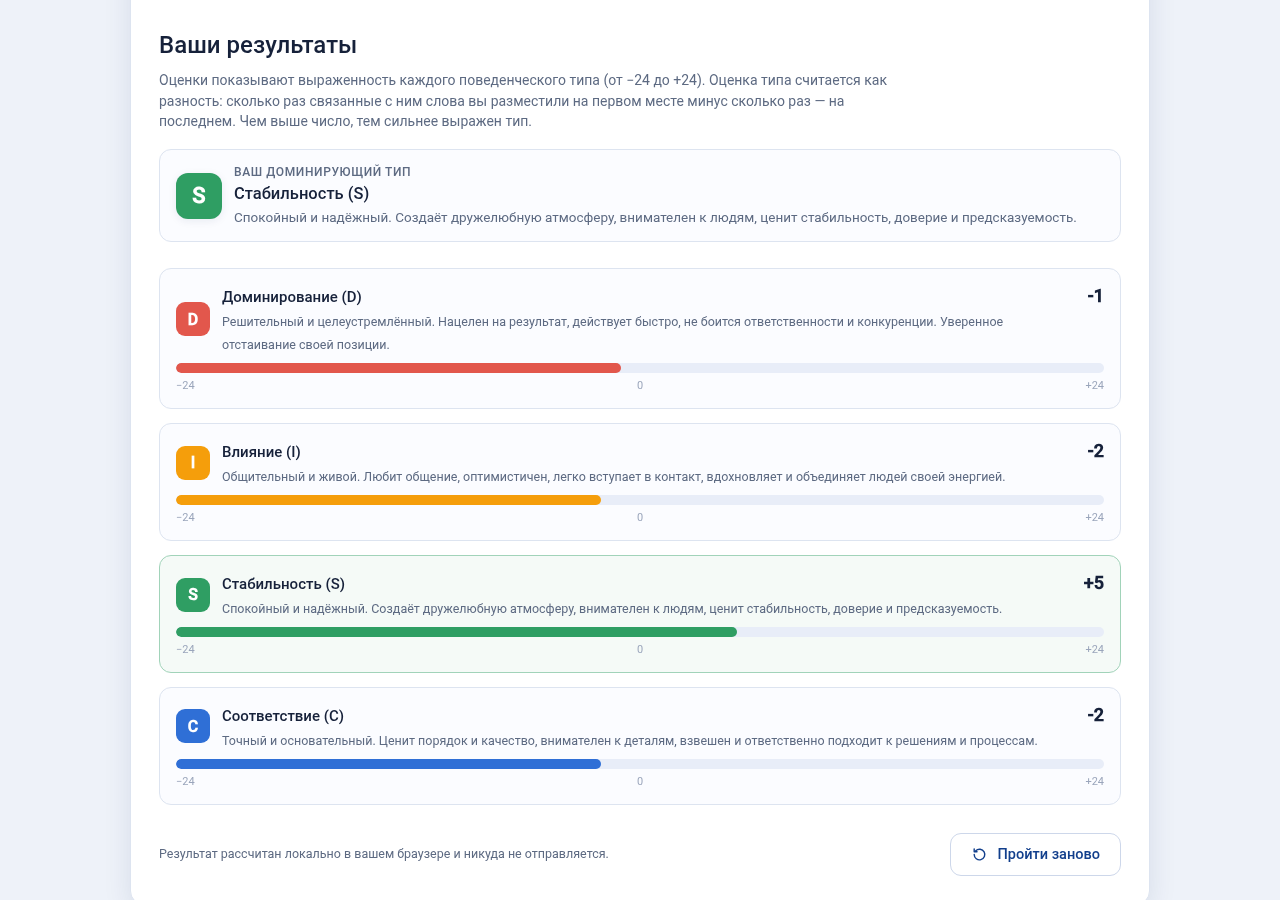 Ваши результаты
Оценки показывают выраженность каждого поведенческого типа (от −24 до +24). Оценка типа считается как
разность: сколько раз связанные с ним слова вы разместили на первом месте минус сколько раз — на
последнем. Чем выше число, тем сильнее выражен тип.
ВАШ ДОМИНИРУЮЩИЙ ТИП
S
Стабильность (S)
Спокойный и надёжный. Создаёт дружелюбную атмосферу, внимателен к людям, ценит стабильность, доверие и предсказуемость.
Доминирование (D)
-1
D
Решительный и целеустремлённый. Нацелен на результат, действует быстро, не боится ответственности и конкуренции. Уверенное
отстаивание своей позиции.
−24 0 +24
Влияние (I)
-2
I
Общительный и живой. Любит общение, оптимистичен, легко вступает в контакт, вдохновляет и объединяет людей своей энергией.
−24 0 +24
Стабильность (S)
+5
S
Спокойный и надёжный. Создаёт дружелюбную атмосферу, внимателен к людям, ценит стабильность, доверие и предсказуемость.
−24 0 +24
Соответствие (C)
-2
C
Точный и основательный. Ценит порядок и качество, внимателен к деталям, взвешен и ответственно подходит к решениям и процессам.
−24 0 +24
Результат рассчитан локально в вашем браузере и никуда не отправляется.
Пройти заново